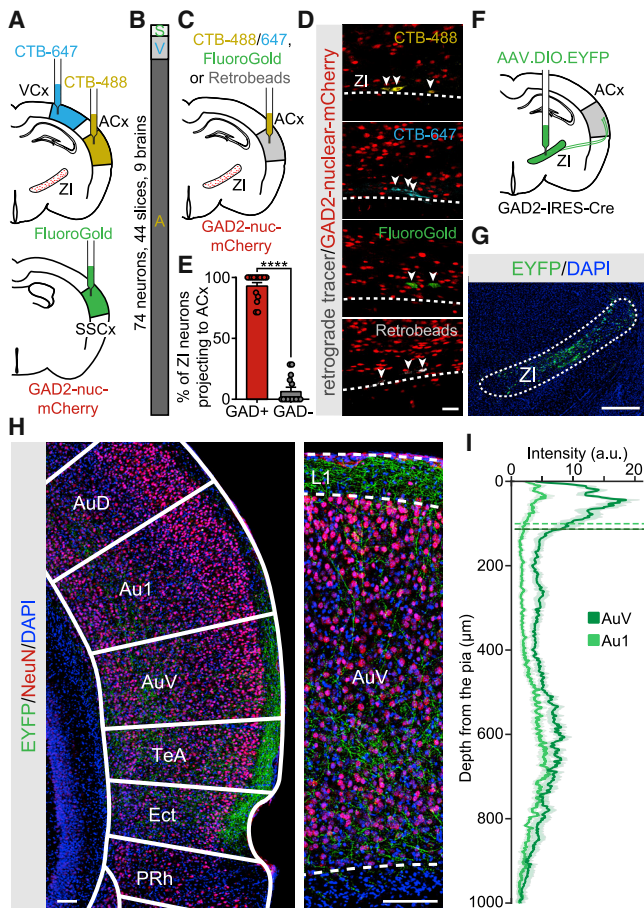 A
CTB-647
CTB-488
VCx
ACx
ZI
FluoroGold
SSCx
GAD2-nuc-
mCherry
B
S
V
A
74 neurons, 44 slices, 9 brains
C
CTB-488/647,
FluoroGold
or Retrobeads
ACx
ZI
GAD2-nuc-
mCherry
D
retrograde tracer/GAD2-nuclear-mCherry
CTB-488
ZI
CTB-647
FluoroGold
Retrobeads
E
% of ZI neurons
projecting to ACx
100
50
0
****
GAD+ GAD-
F
AAV.DIO.EYFP
ACx
ZI
GAD2-IRES-Cre
G
EYFP/DAPI
ZI
H
EYFP/NeuN/DAPI
AuD
Au1
AuV
TeA
Ect
PRh
L1
AuV
I
Intensity (a.u.)
0 10 20
Depth from the pia (µm)
0
200
400
600
800
1000
AuV
Au1